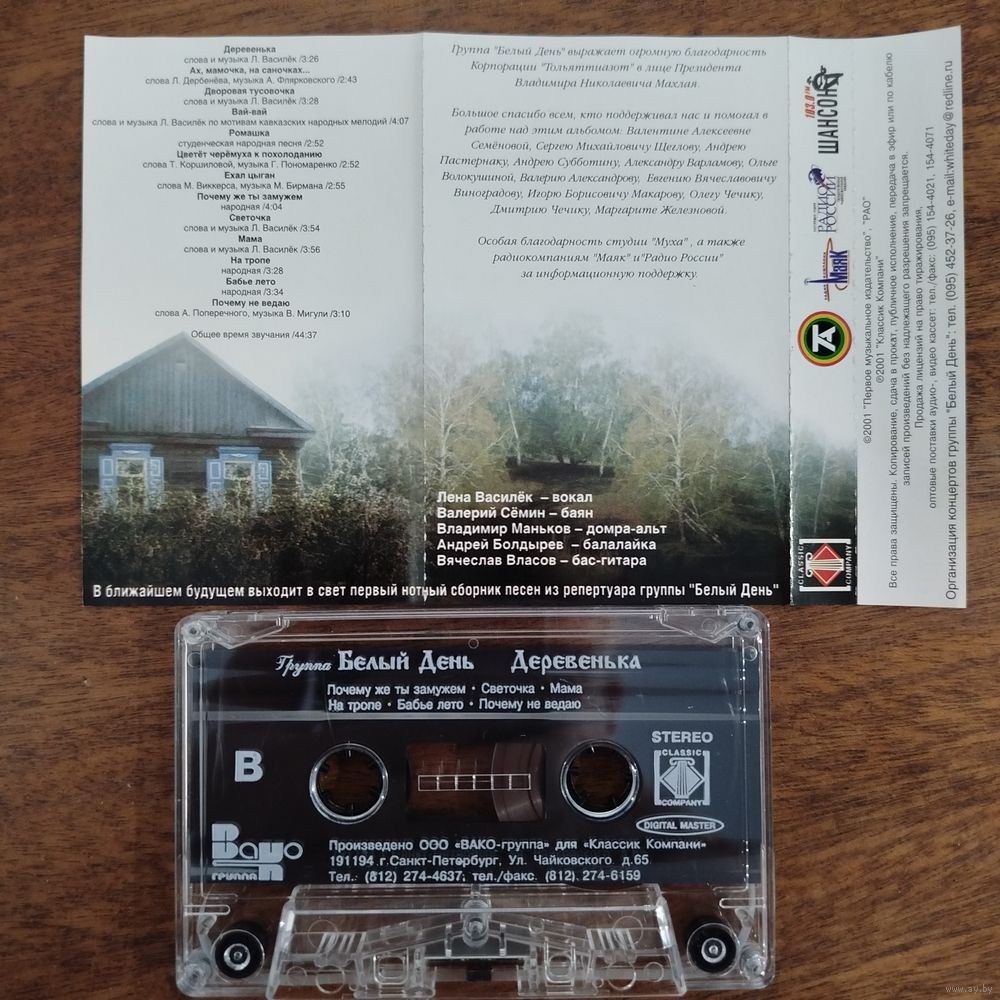 Деревенька
слова и музыка Л. Василёк /3:26
Ах, мамочка, на саночках...
слова Л. Дербенёва, музыка А. Флярковского / 2:43
Дворовая тусовочка
слова и музыка Л. Василёк /3:28
Вай-вай
слова и музыка Л. Василёк по мотивам кавказских народных мелодий /4:07
Ромашка
студенческая народная песня /2:52
Цветёт черёмуха к похолоданию
слова Т. Коршиловой, музыка Г. Пономаренко /2:52
Ехал цыган
слова М. Виккерса, музыка М. Бирмана /2:55
Почему же ты замужем
народная /4:04
Светочка
слова и музыка Л. Василёк /3:54
Мама
слова и музыка Л. Василёк /3:56
На тропе
народная /3:28
Бабье лето
народная /3:34
Почему не ведаю
слова А. Поперечного, музыка В. Мигули /3:10
Общее время звучания /44:37
Группа "Белый День" выражает огромную благодарность
Корпорации "Тольяттиазот" в лице Президента
Владимира Николаевича Махлая.
Большое спасибо всем, кто поддерживал нас и помогал в
работе над этим альбомом: Валентине Алексеевне
Семёновой, Сергею Михайловичу Щеглову, Андрею
Пастернаку, Андрею Субботину, Александру Варламову, Ольге
Волокушиной, Валерию Александрову, Евгению Вячеславовичу
Виноградову, Игорю Борисовичу Макарову, Олегу Чечику,
Дмитрию Чечику, Маргарите Железновой.
Особая благодарность студии "Муха" , а также
радиокомпаниям "Маяк" и "Радио России"
за информационную поддержку.
Лена Василёк – вокал
Валерий Сёмин – баян
Владимир Маньков – домра-альт
Андрей Болдырев – балалайка
Вячеслав Власов – бас-гитара
В ближайшем будущем выходит в свет первый нотный сборник песен из репертуара группы "Белый День"
103.0 FM
ШАНСОН
РАДИО РОССИИ
Маяк
CLASSIC COMPANY
©2001 "Первое музыкальное издательство", "РАО"
©2001 "Классик Компани"
Все права защищены. Копирование, сдача в прокат, публичное исполнение, передача в эфир или по кабелю
записей произведений без надлежащего разрешения запрещается.
Продажа лицензий на право тиражирования,
оптовые поставки аудио-, видео кассет: тел./факс: (095) 154-4021, 154-4071
Организация концертов группы "Белый День": тел. (095) 452-37-26, e-mail:whiteday@redline.ru
Группа Белый День Деревенька
Почему же ты замужем • Светочка • Мама
На тропе • Бабье лето • Почему не ведаю
B
STEREO
CLASSIC
COMPANY
DIGITAL MASTER
Вако
группа
Произведено ООО «ВАКО-группа» для «Классик Компани»
191194 г.Санкт-Петербург, Ул. Чайковского д.65
Тел.: (812) 274-4637; тел./факс. (812) 274-6159
www.ay.by